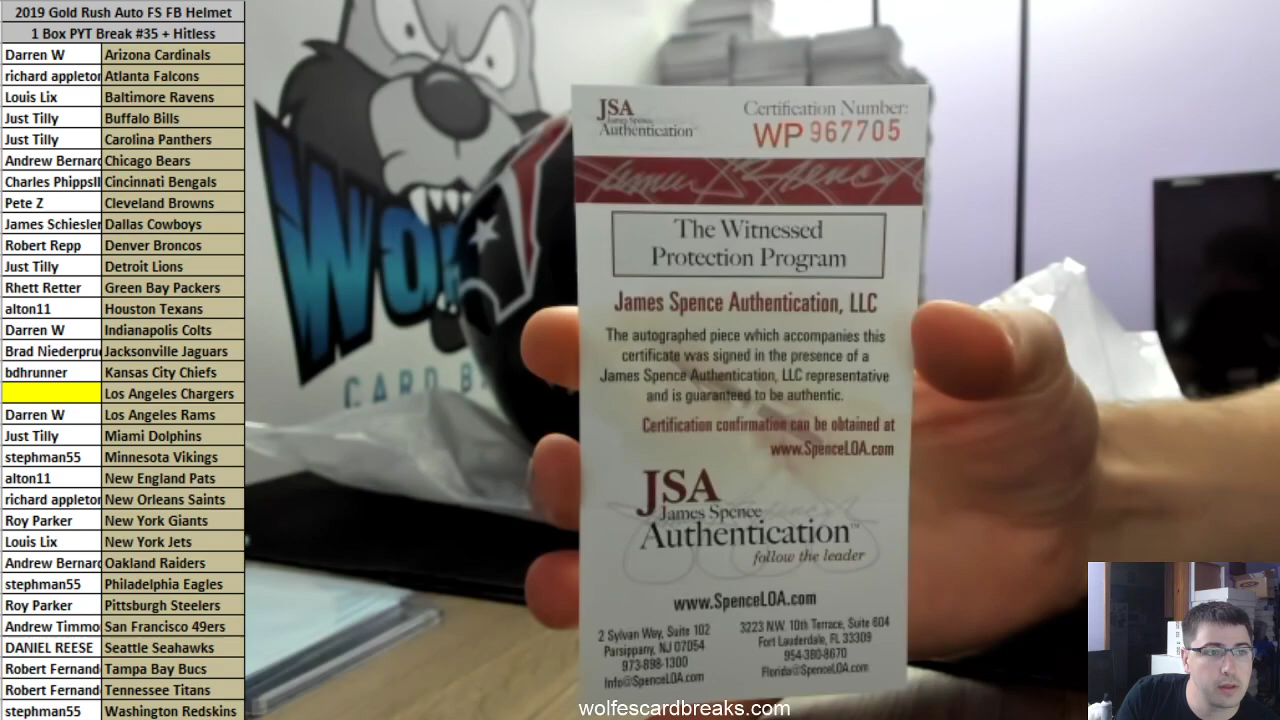 2019 Gold Rush Auto FS FB Helmet
1 Box PYT Break #35 + Hitless
Darren W Arizona Cardinals
richard appleton Atlanta Falcons
Louis Lix Baltimore Ravens
Just Tilly Buffalo Bills
Just Tilly Carolina Panthers
Andrew Bernard Chicago Bears
Charles Phippsll Cincinnati Bengals
Pete Z Cleveland Browns
James Schiesler Dallas Cowboys
Robert Repp Denver Broncos
Just Tilly Detroit Lions
Rhett Retter Green Bay Packers
alton11 Houston Texans
Darren W Indianapolis Colts
Brad Niederpru Jacksonville Jaguars
bdhrunner Kansas City Chiefs
Los Angeles Chargers
Darren W Los Angeles Rams
Just Tilly Miami Dolphins
stephman55 Minnesota Vikings
alton11 New England Pats
richard appleton New Orleans Saints
Roy Parker New York Giants
Louis Lix New York Jets
Andrew Bernard Oakland Raiders
stephman55 Philadelphia Eagles
Roy Parker Pittsburgh Steelers
Andrew Timmo San Francisco 49ers
DANIEL REESE Seattle Seahawks
Robert Fernand Tampa Bay Bucs
Robert Fernand Tennessee Titans
stephman55 Washington Redskins
JSA
James Spence
Authentication™
Certification Number:
WP 967705
The Witnessed
Protection Program
James Spence Authentication, LLC
The autographed piece which accompanies this
certificate was signed in the presence of a
James Spence Authentication, LLC representative
and is guaranteed to be authentic.
Certification confirmation can be obtained at
www.SpenceLOA.com
JSA
James Spence
Authentication™
follow the leader
www.SpenceLOA.com
2 Sylvan Way, Suite 102
Parsippany, NJ 07054
973-898-1300
Info@SpenceLOA.com
3223 N.W. 10th Terrace, Suite 604
Fort Lauderdale, FL 33309
954-380-8670
Florida@SpenceLOA.com
CARD B
wolfescardbreaks.com